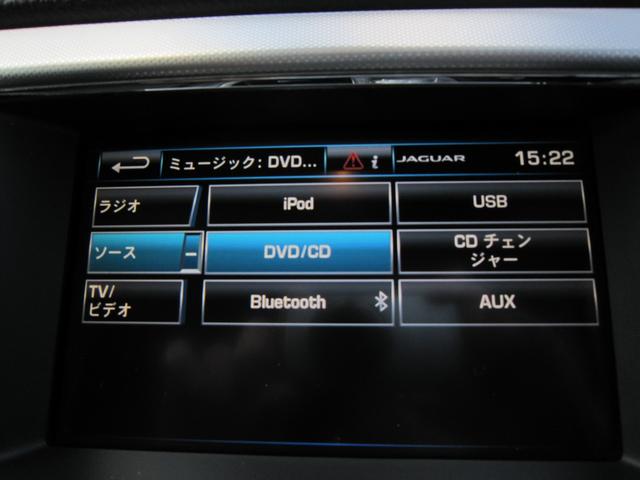 ミュージック: DVD... i JAGUAR 15:22
ラジオ iPod USB
ソース DVD/CD CD チェン
ジャー
TV/
ビデオ Bluetooth AUX